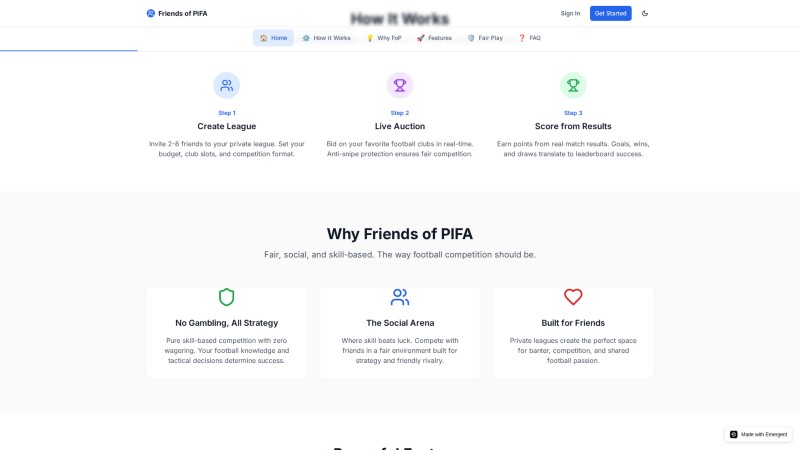 Friends of PIFA
How It Works
Sign In
Get Started
Home
How it Works
Why FoP
Features
Fair Play
FAQ
Step 1
Create League
Invite 2-8 friends to your private league. Set your
budget, club slots, and competition format.
Step 2
Live Auction
Bid on your favorite football clubs in real-time.
Anti-snipe protection ensures fair competition.
Step 3
Score from Results
Earn points from real match results. Goals, wins,
and draws translate to leaderboard success.
Why Friends of PIFA
Fair, social, and skill-based. The way football competition should be.
No Gambling, All Strategy
Pure skill-based competition with zero
wagering. Your football knowledge and
tactical decisions determine success.
The Social Arena
Where skill beats luck. Compete with
friends in a fair environment built for
strategy and friendly rivalry.
Built for Friends
Private leagues create the perfect space
for banter, competition, and shared
football passion.
Made with Emergent